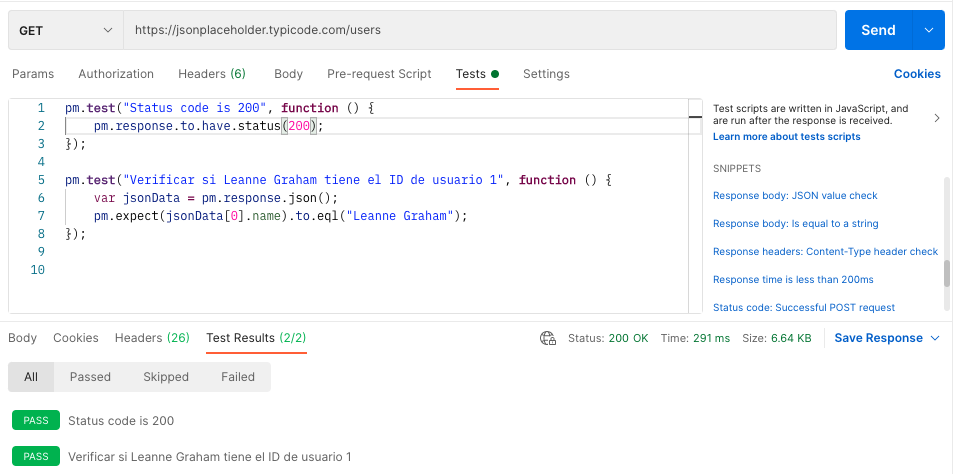 GET
https://jsonplaceholder.typicode.com/users
Send
Params Authorization Headers (6) Body Pre-request Script Tests Settings Cookies
1 pm.test("Status code is 200", function () {
2 pm.response.to.have.status(200);
3 });
4
5 pm.test("Verificar si Leanne Graham tiene el ID de usuario 1", function () {
6 var jsonData = pm.response.json();
7 pm.expect(jsonData[0].name).to.eql("Leanne Graham");
8 });
9
10
Test scripts are written in JavaScript, and
are run after the response is received.
Learn more about tests scripts
SNIPPETS
Response body: JSON value check
Response body: Is equal to a string
Response headers: Content-Type header check
Response time is less than 200ms
Status code: Successful POST request
Body Cookies Headers (26) Test Results (2/2) Status: 200 OK Time: 291 ms Size: 6.64 KB Save Response
All Passed Skipped Failed
PASS Status code is 200
PASS Verificar si Leanne Graham tiene el ID de usuario 1